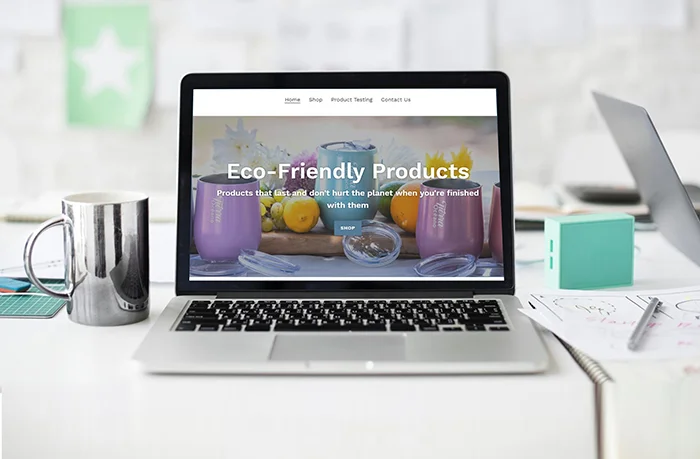 Home Shop Product Testing Contact Us
Eco-Friendly Products
Products that last and don't hurt the planet when you're finished
with them
SHOP